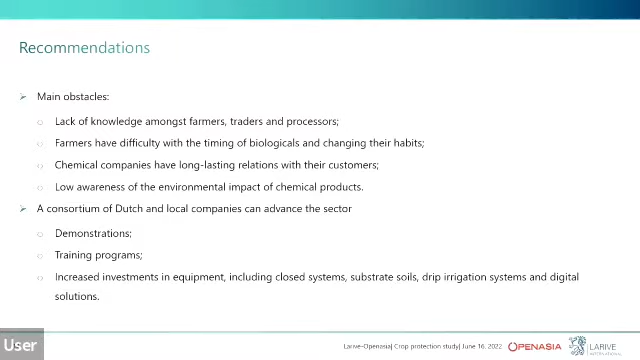 Recommendations
Main obstacles:
Lack of knowledge amongst farmers, traders and processors;
Farmers have difficulty with the timing of biologicals and changing their habits;
Chemical companies have long-lasting relations with their customers;
Low awareness of the environmental impact of chemical products.
A consortium of Dutch and local companies can advance the sector
Demonstrations;
Training programs;
Increased investments in equipment, including closed systems, substrate soils, drip irrigation systems and digital
solutions.
User
Larive-Openasia| Crop protection study| June 16, 2022
OPENASIA
LARIVE
INTERNATIONAL